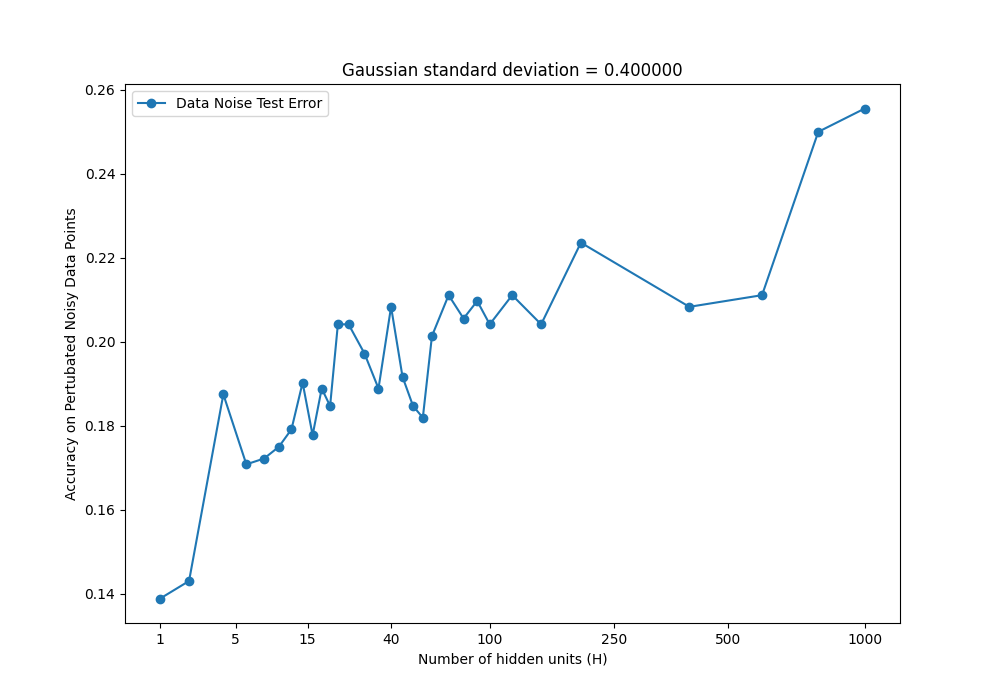 Gaussian standard deviation = 0.400000
Data Noise Test Error
Accuracy on Pertubated Noisy Data Points
0.26
0.24
0.22
0.20
0.18
0.16
0.14
1 5 15 40 100 250 500 1000
Number of hidden units (H)